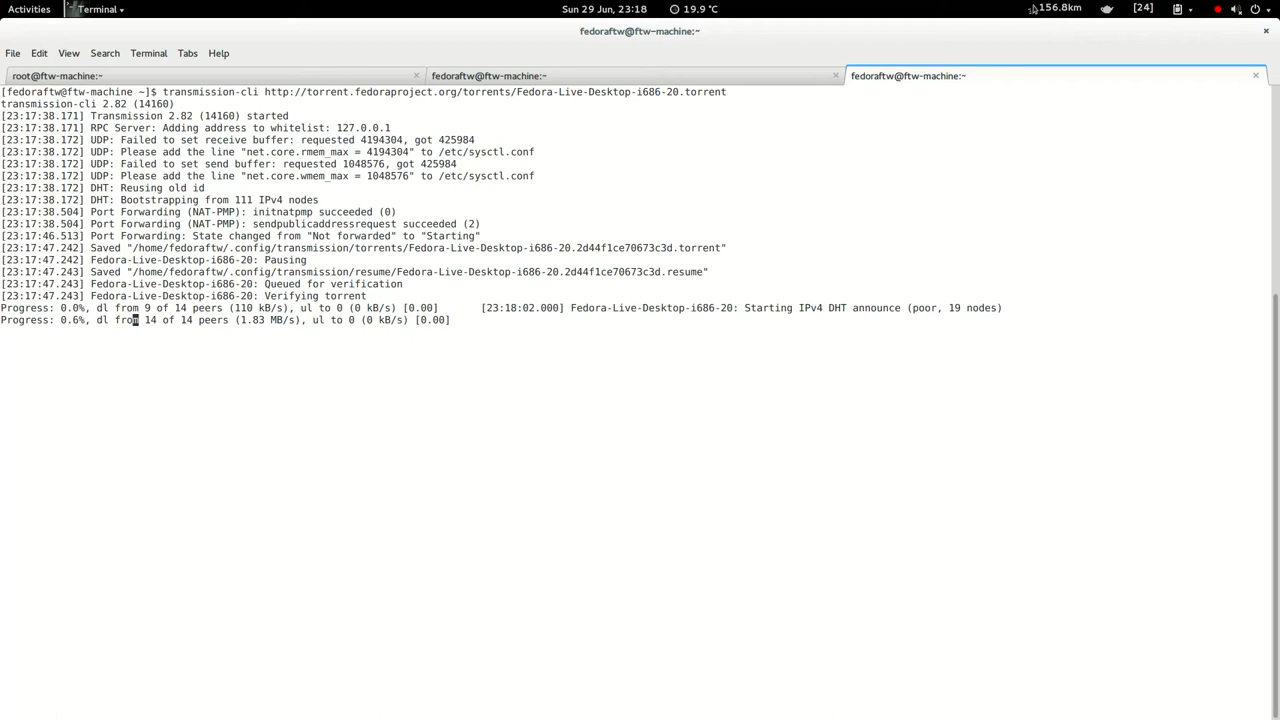 Activities Terminal Sun 29 Jun, 23:18 19.9 °C 156.8km [24]
fedoraftw@ftw-machine:~
File Edit View Search Terminal Tabs Help
root@ftw-machine:~ fedoraftw@ftw-machine:~ fedoraftw@ftw-machine:~
[fedoraftw@ftw-machine ~]$ transmission-cli http://torrent.fedoraproject.org/torrents/Fedora-Live-Desktop-i686-20.torrent
transmission-cli 2.82 (14160)
[23:17:38.171] Transmission 2.82 (14160) started
[23:17:38.171] RPC Server: Adding address to whitelist: 127.0.0.1
[23:17:38.172] UDP: Failed to set receive buffer: requested 4194304, got 425984
[23:17:38.172] UDP: Please add the line "net.core.rmem_max = 4194304" to /etc/sysctl.conf
[23:17:38.172] UDP: Failed to set send buffer: requested 1048576, got 425984
[23:17:38.172] UDP: Please add the line "net.core.wmem_max = 1048576" to /etc/sysctl.conf
[23:17:38.172] DHT: Reusing old id
[23:17:38.172] DHT: Bootstrapping from 111 IPv4 nodes
[23:17:38.504] Port Forwarding (NAT-PMP): initnatpmp succeeded (0)
[23:17:38.504] Port Forwarding (NAT-PMP): sendpublicaddressrequest succeeded (2)
[23:17:46.513] Port Forwarding: State changed from "Not forwarded" to "Starting"
[23:17:47.242] Saved "/home/fedoraftw/.config/transmission/torrents/Fedora-Live-Desktop-i686-20.2d44f1ce70673c3d.torrent"
[23:17:47.242] Fedora-Live-Desktop-i686-20: Pausing
[23:17:47.243] Saved "/home/fedoraftw/.config/transmission/resume/Fedora-Live-Desktop-i686-20.2d44f1ce70673c3d.resume"
[23:17:47.243] Fedora-Live-Desktop-i686-20: Queued for verification
[23:17:47.243] Fedora-Live-Desktop-i686-20: Verifying torrent
Progress: 0.0%, dl from 9 of 14 peers (110 kB/s), ul to 0 (0 kB/s) [0.00] [23:18:02.000] Fedora-Live-Desktop-i686-20: Starting IPv4 DHT announce (poor, 19 nodes)
Progress: 0.6%, dl from 14 of 14 peers (1.83 MB/s), ul to 0 (0 kB/s) [0.00]